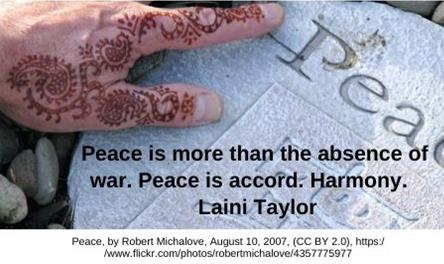 Peac
Peace is more than the absence of
war. Peace is accord. Harmony.
Laini Taylor
Peace, by Robert Michalove, August 10, 2007, (CC BY 2.0), https:/
/www.flickr.com/photos/robertmichalove/4357775977